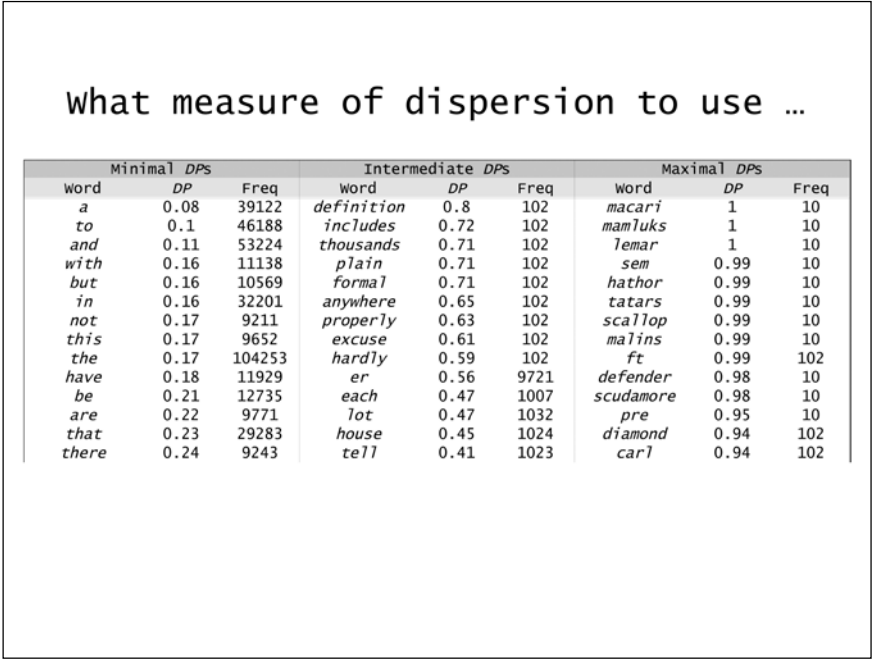 What measure of dispersion to use …
Minimal DPs Intermediate DPs Maximal DPs
Word DP Freq Word DP Freq Word DP Freq
a 0.08 39122 definition 0.8 102 macari 1 10
to 0.1 46188 includes 0.72 102 mamluks 1 10
and 0.11 53224 thousands 0.71 102 lemar 1 10
with 0.16 11138 plain 0.71 102 sem 0.99 10
but 0.16 10569 formal 0.71 102 hathor 0.99 10
in 0.16 32201 anywhere 0.65 102 tatars 0.99 10
not 0.17 9211 properly 0.63 102 scallop 0.99 10
this 0.17 9652 excuse 0.61 102 malins 0.99 10
the 0.17 104253 hardly 0.59 102 ft 0.99 102
have 0.18 11929 er 0.56 9721 defender 0.98 10
be 0.21 12735 each 0.47 1007 scudamore 0.98 10
are 0.22 9771 lot 0.47 1032 pre 0.95 10
that 0.23 29283 house 0.45 1024 diamond 0.94 102
there 0.24 9243 tell 0.41 1023 carl 0.94 102